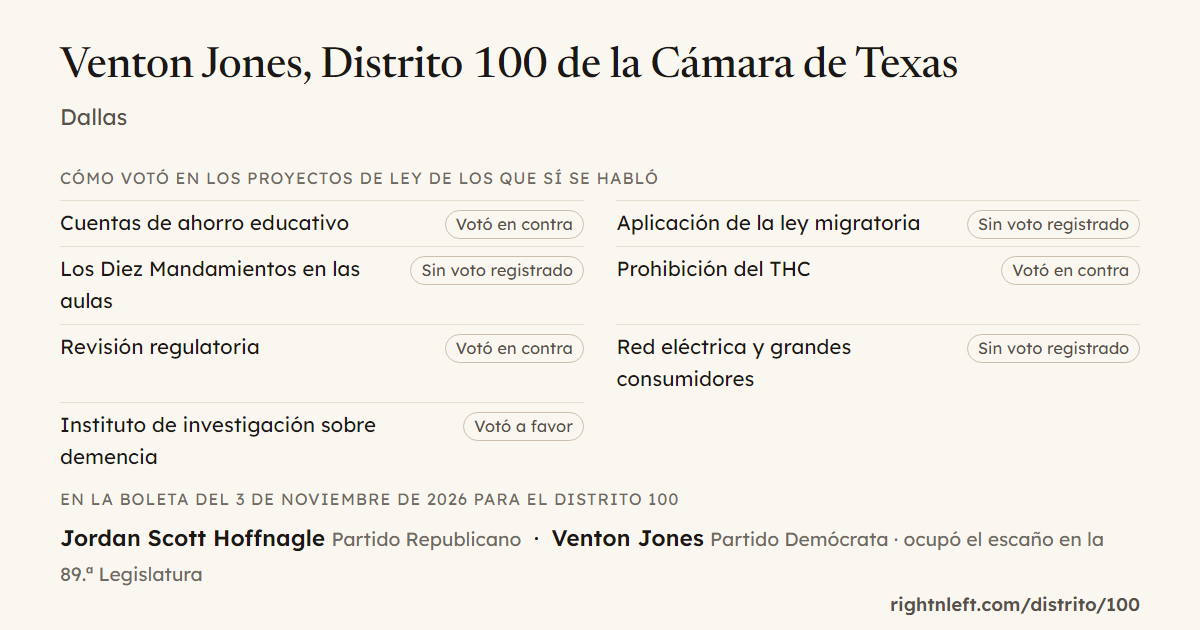 Venton Jones, Distrito 100 de la Cámara de Texas
Dallas
CÓMO VOTÓ EN LOS PROYECTOS DE LEY DE LOS QUE SÍ SE HABLÓ
Cuentas de ahorro educativo
Votó en contra
Aplicación de la ley migratoria
Sin voto registrado
Los Diez Mandamientos en las
aulas
Sin voto registrado
Prohibición del THC
Votó en contra
Revisión regulatoria
Votó en contra
Red eléctrica y grandes
consumidores
Sin voto registrado
Instituto de investigación sobre
demencia
Votó a favor
EN LA BOLETA DEL 3 DE NOVIEMBRE DE 2026 PARA EL DISTRITO 100
Jordan Scott Hoffnagle Partido Republicano · Venton Jones Partido Demócrata · ocupó el escaño en la
89.ª Legislatura
rightnleft.com/distrito/100